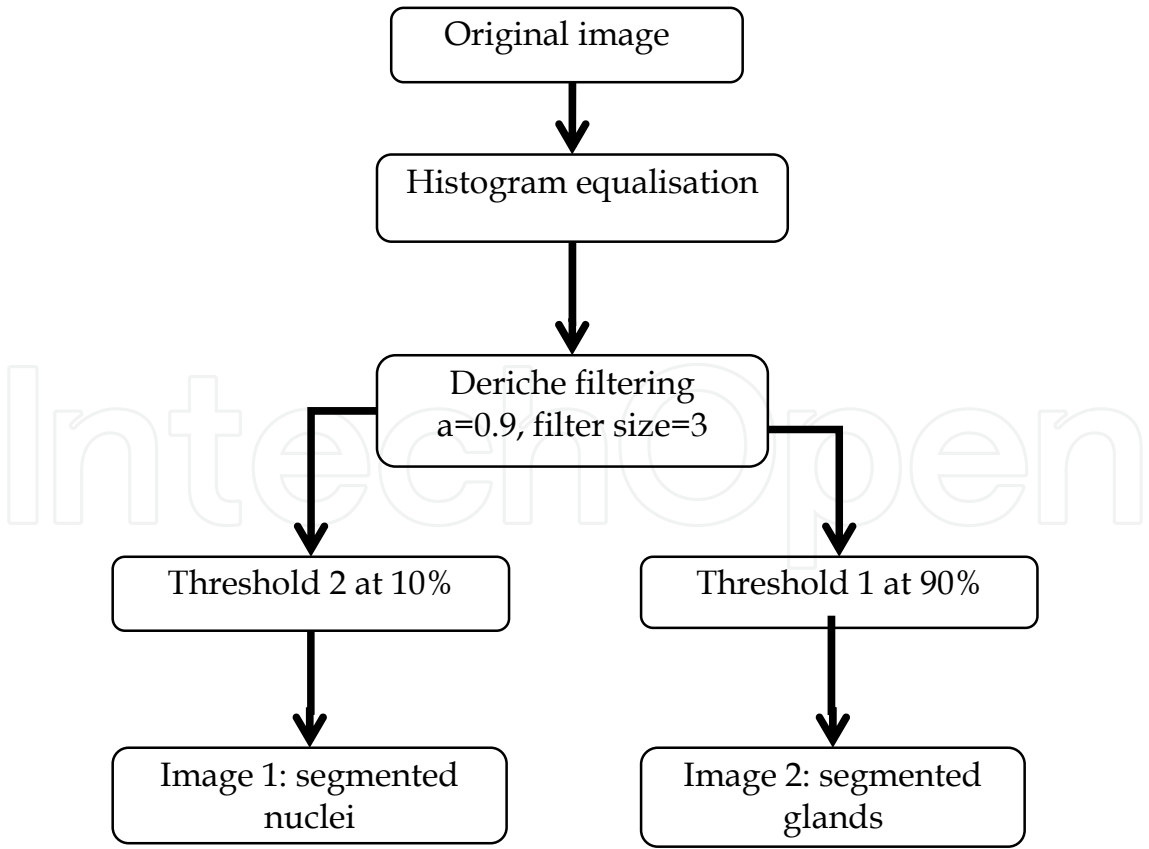 Original image
Histogram equalisation
Deriche filtering
a=0.9, filter size=3
IntechOpen
Threshold 2 at 10%
Threshold 1 at 90%
Image 1: segmented
nuclei
Image 2: segmented
glands